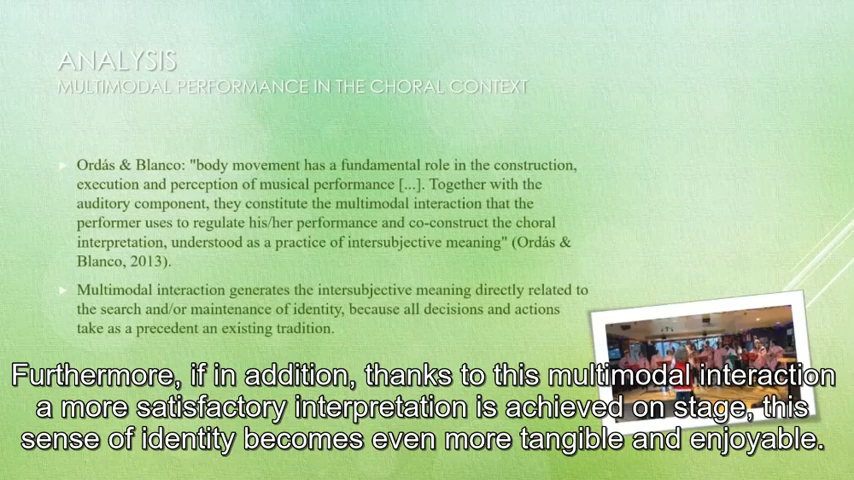 ANALYSIS
MULTIMODAL PERFORMANCE IN THE CHORAL CONTEXT
Ordás & Blanco: "body movement has a fundamental role in the construction,
execution and perception of musical performance [...]. Together with the
auditory component, they constitute the multimodal interaction that the
performer uses to regulate his/her performance and co-construct the choral
interpretation, understood as a practice of intersubjective meaning" (Ordás &
Blanco, 2013).
Multimodal interaction generates the intersubjective meaning directly related to
the search and/or maintenance of identity, because all decisions and actions
take as a precedent an existing tradition.
Furthermore, if in addition, thanks to this multimodal interaction
a more satisfactory interpretation is achieved on stage, this
sense of identity becomes even more tangible and enjoyable.